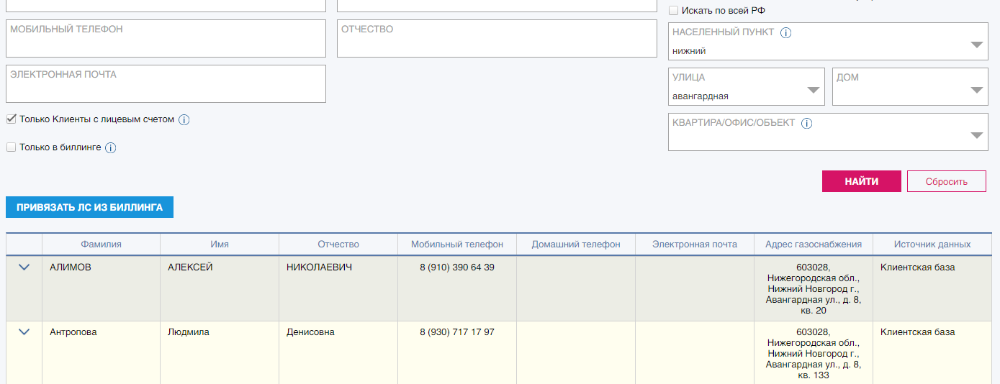 Искать по всей РФ
МОБИЛЬНЫЙ ТЕЛЕФОН
ОТЧЕСТВО
НАСЕЛЕННЫЙ ПУНКТ
нижний
ЭЛЕКТРОННАЯ ПОЧТА
УЛИЦА
авангардная
ДОМ
Только Клиенты с лицевым счетом
КВАРТИРА/ОФИС/ОБЪЕКТ
Только в биллинге
НАЙТИ
Сбросить
ПРИВЯЗАТЬ ЛС ИЗ БИЛЛИНГА
Фамилия Имя Отчество Мобильный телефон Домашний телефон Электронная почта Адрес газоснабжения Источник данных
АЛИМОВ АЛЕКСЕЙ НИКОЛАЕВИЧ 8 (910) 390 64 39 603028, Клиентская база
Нижегородская обл.,
Нижний Новгород г.,
Авангардная ул., д. 8,
кв. 20
Антропова Людмила Денисовна 8 (930) 717 17 97 603028, Клиентская база
Нижегородская обл.,
Нижний Новгород г.,
Авангардная ул., д. 8,
кв. 133